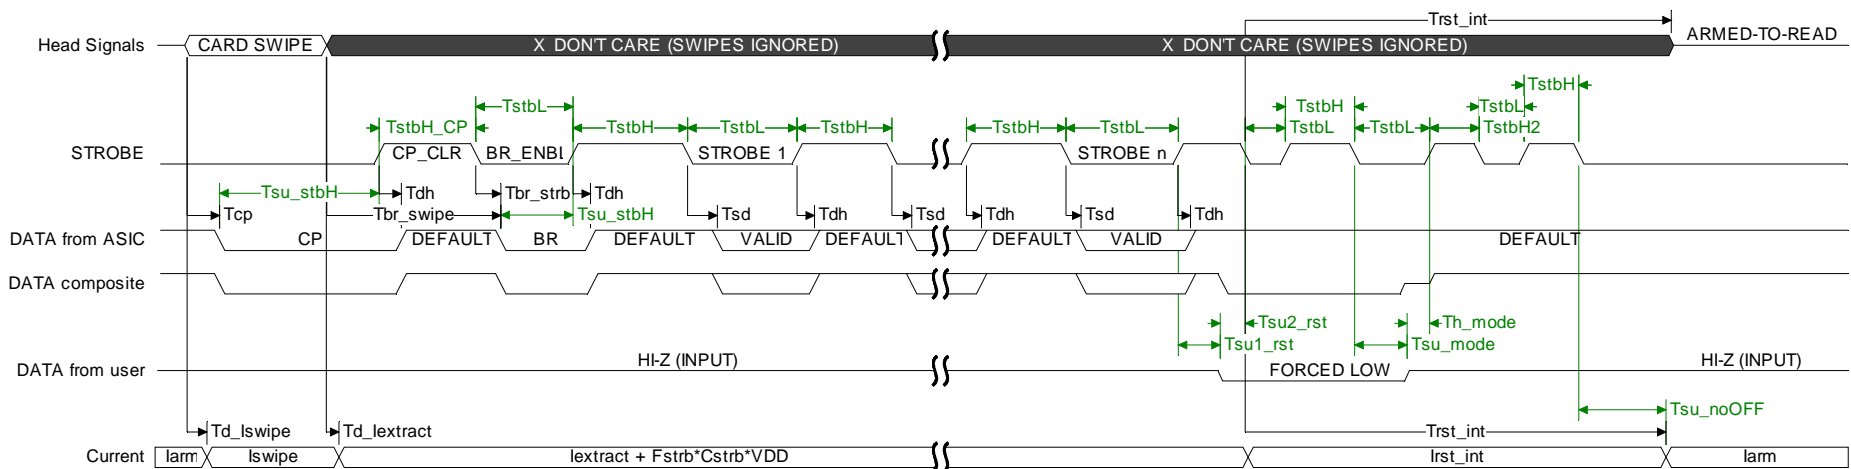 Trst_int
Head Signals CARD SWIPE X DON'T CARE (SWIPES IGNORED) X DON'T CARE (SWIPES IGNORED) ARMED-TO-READ
TstbH
TstbL TstbH TstbL
TstbH_CP TstbH TstbL TstbH TstbH TstbL TstbL TstbL TstbH2
STROBE CP_CLR BR_ENBL STROBE 1 STROBE n
Tsu_stbH Tdh Tbr_strb Tdh
Tcp Tbr_swipe Tsu_stbH Tsd Tdh Tsd Tdh Tsd Tdh
DATA from ASIC CP DEFAULT BR DEFAULT VALID DEFAULT DEFAULT VALID DEFAULT
DATA composite
Tsu2_rst Th_mode
Tsu1_rst Tsu_mode
DATA from user HI-Z (INPUT) FORCED LOW HI-Z (INPUT)
Tsu_noOFF
Td_Iswipe Td_Iextract Trst_int
Current Iarm Iswipe Iextract + Fstrb*Cstrb*VDD Irst_int Iarm